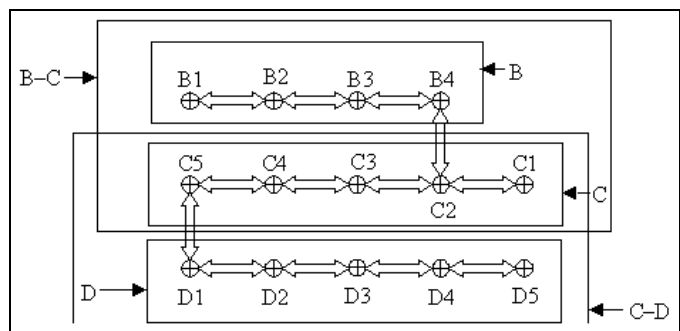 B1 B2 B3 B4 B
B–C
C5 C4 C3 C1
C2 C
D
D1 D2 D3 D4 D5
C–D